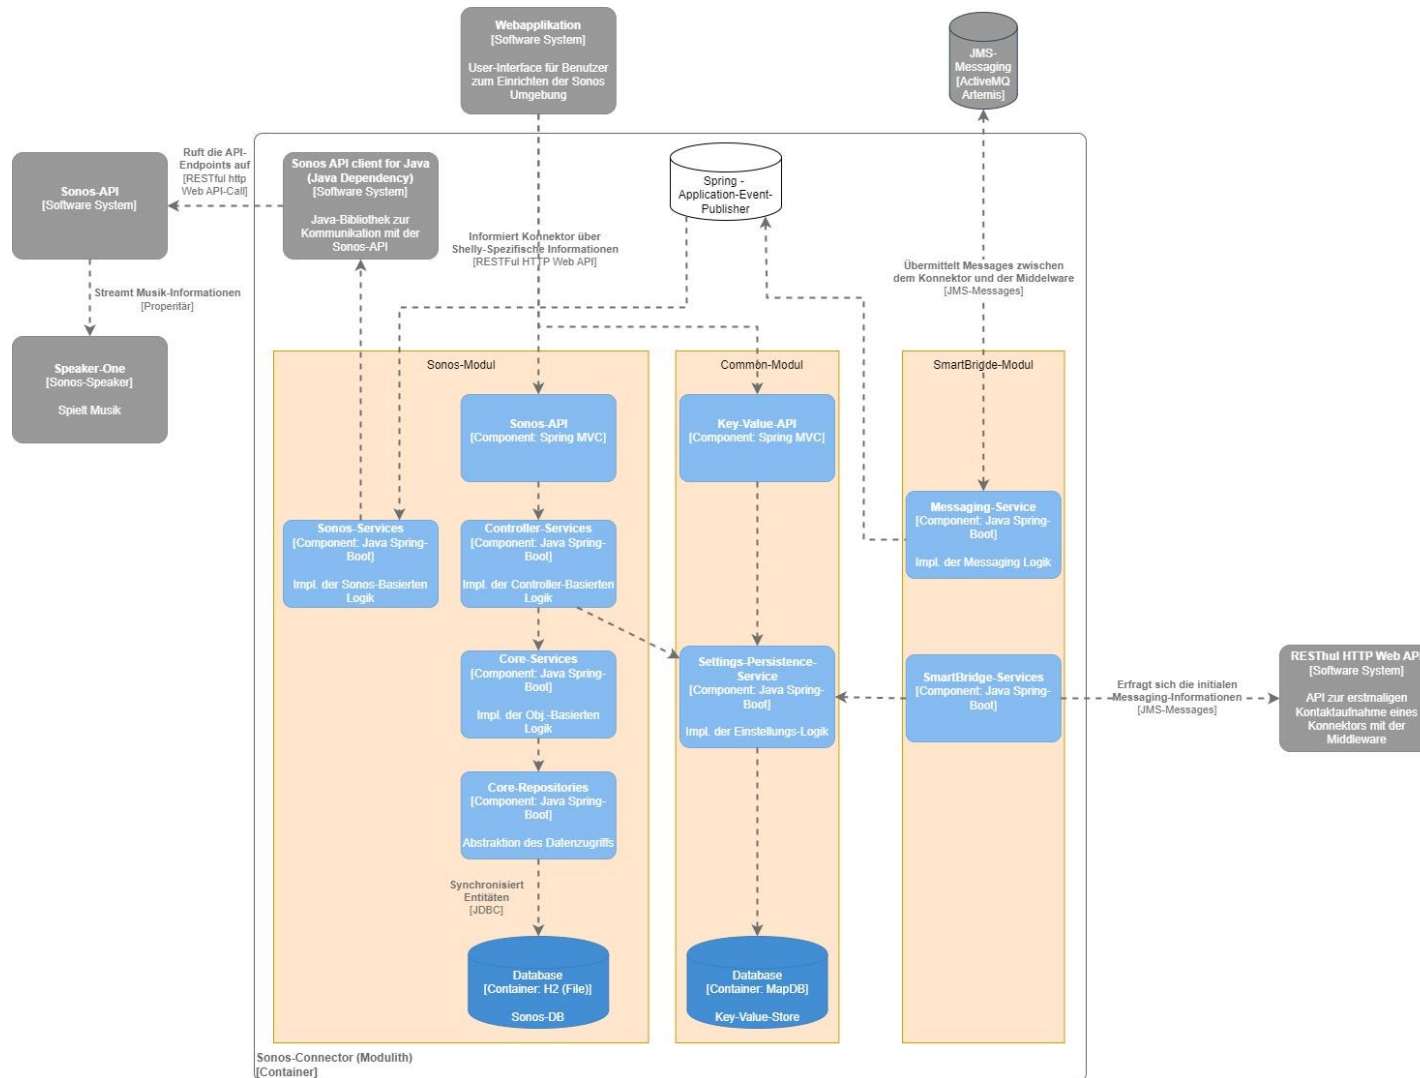 Webapplikation
[Software System]
User-Interface für Benutzer
zum Einrichten der Sonos
Umgebung
JMS-
Messaging
[ActiveMQ
Artemis]
Sonos-API
[Software System]
Ruft die API-
Endpoints auf
[RESTful http
Web API-Call]
Sonos API client for Java
(Java Dependency)
[Software System]
Java-Bibliothek zur
Kommunikation mit der
Sonos-API
Spring -
Application-Event-
Publisher
Informiert Konnektor über
Shelly-Spezifische Informationen
[RESTFul HTTP Web API]
Übermittelt Messages zwischen
dem Konnektor und der Middelware
[JMS-Messages]
Streamt Musik-Informationen
[Properitär]
Speaker-One
[Sonos-Speaker]
Spielt Musik
Sonos-Modul
Common-Modul
SmartBrigde-Modul
Sonos-API
[Component: Spring MVC]
Key-Value-API
[Component: Spring MVC]
Sonos-Services
[Component: Java Spring-
Boot]
Impl. der Sonos-Basierten
Logik
Controller-Services
[Component: Java Spring-
Boot]
Impl. der Controller-Basierten
Logik
Messaging-Service
[Component: Java Spring-
Boot]
Impl. der Messaging Logik
Core-Services
[Component: Java Spring-
Boot]
Impl. der Obj.-Basierten
Logik
Settings-Persistence-
Service
[Component: Java Spring-
Boot]
Impl. der Einstellungs-Logik
SmartBridge-Services
[Component: Java Spring-
Boot]
Erfragt sich die initialen
Messaging-Informationen
[JMS-Messages]
RESThul HTTP Web API
[Software System]
API zur erstmaligen
Kontaktaufnahme eines
Konnektors mit der
Middleware
Core-Repositories
[Component: Java Spring-
Boot]
Abstraktion des Datenzugriffs
Synchronisiert
Entitäten
[JDBC]
Database
[Container: H2 (File)]
Sonos-DB
Database
[Container: MapDB]
Key-Value-Store
Sonos-Connector (Modulith)
[Container]